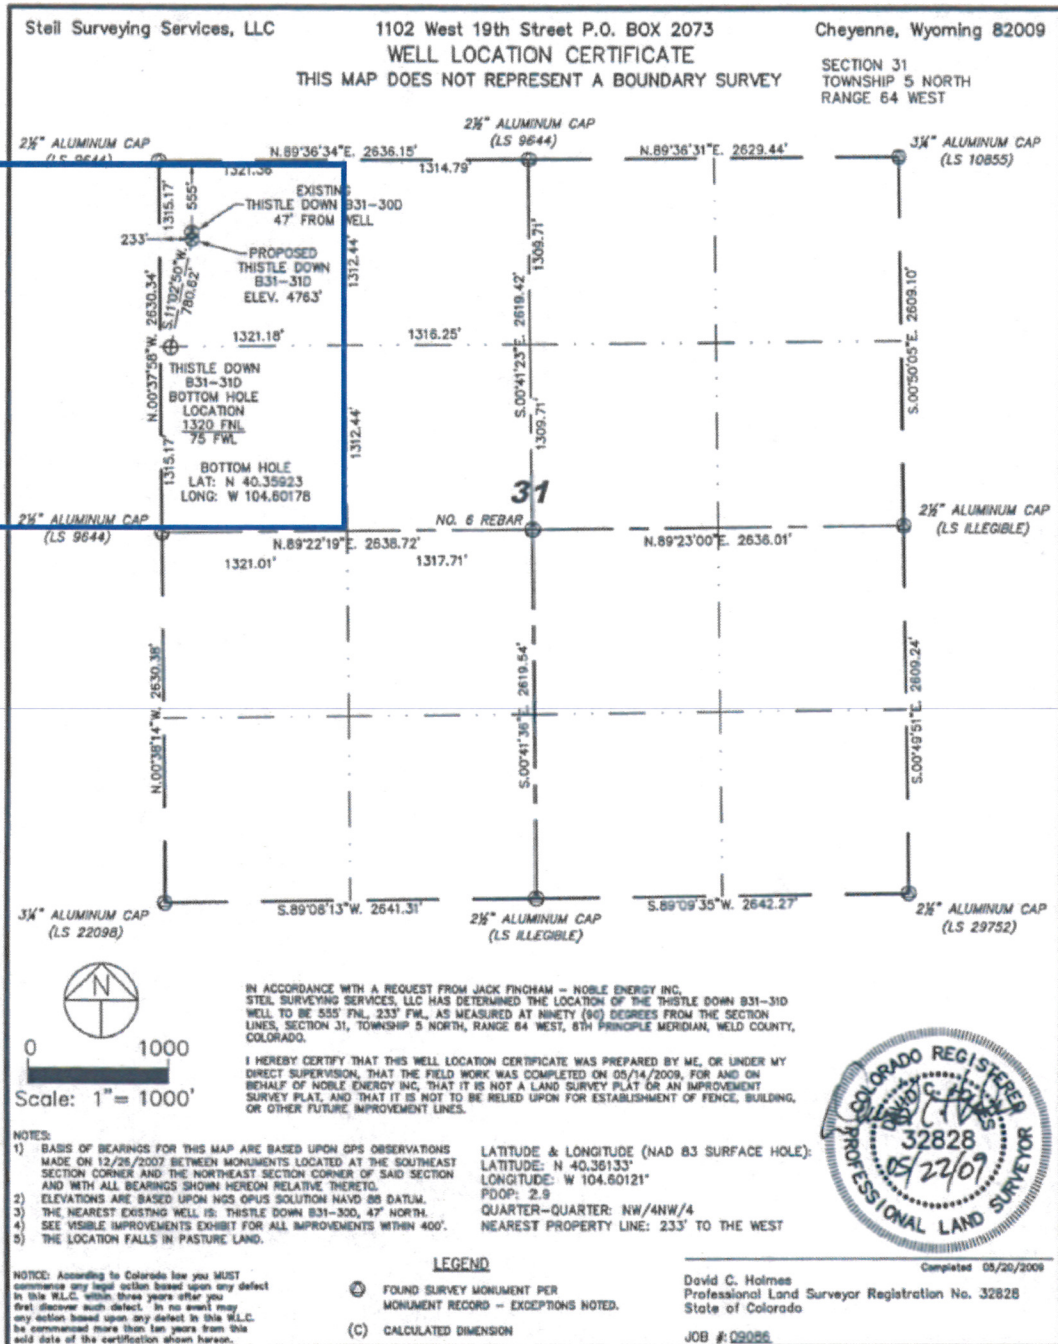 Steil Surveying Services, LLC
1102 West 19th Street P.O. BOX 2073
Cheyenne, Wyoming 82009
WELL LOCATION CERTIFICATE
THIS MAP DOES NOT REPRESENT A BOUNDARY SURVEY
SECTION 31
TOWNSHIP 5 NORTH
RANGE 64 WEST
2½" ALUMINUM CAP
(LS 9644)
2½" ALUMINUM CAP
(LS 9644)
3¼" ALUMINUM CAP
(LS 10855)
N.89°36'34"E. 2636.15'
N.89°36'31"E. 2629.44'
1321.36'
1314.79'
1315.17'
555'
EXISTING
THISTLE DOWN B31-30D
47' FROM WELL
233'
PROPOSED
THISTLE DOWN
B31-31D
ELEV. 4763'
1312.44'
1309.71'
S.11°02'50"W.
780.62'
N.00°37'58"W. 2630.34'
S.00°41'23"E. 2619.42'
S.00°50'05"E. 2609.10'
1321.18'
1316.25'
THISTLE DOWN
B31-31D
BOTTOM HOLE
LOCATION
1320 FNL
75 FWL
1315.17'
1312.44'
1309.71'
BOTTOM HOLE
LAT: N 40.35923
LONG: W 104.60178
31
2½" ALUMINUM CAP
(LS 9644)
NO. 6 REBAR
2½" ALUMINUM CAP
(LS ILLEGIBLE)
N.89°22'19"E. 2638.72'
N.89°23'00"E. 2636.01'
1321.01'
1317.71'
N.00°38'14"W. 2630.38'
S.00°41'36"E. 2619.54'
S.00°49'51"E. 2609.24'
3¼" ALUMINUM CAP
(LS 22098)
S.89°08'13"W. 2641.31'
2½" ALUMINUM CAP
(LS ILLEGIBLE)
S.89°09'35"W. 2642.27'
2½" ALUMINUM CAP
(LS 29752)
N
0 1000
Scale: 1"= 1000'
IN ACCORDANCE WITH A REQUEST FROM JACK FINCHAM - NOBLE ENERGY INC,
STEIL SURVEYING SERVICES, LLC HAS DETERMINED THE LOCATION OF THE THISTLE DOWN B31-31D
WELL TO BE 555' FNL, 233' FWL, AS MEASURED AT NINETY (90) DEGREES FROM THE SECTION
LINES, SECTION 31, TOWNSHIP 5 NORTH, RANGE 64 WEST, 6TH PRINCIPLE MERIDIAN, WELD COUNTY,
COLORADO.
I HEREBY CERTIFY THAT THIS WELL LOCATION CERTIFICATE WAS PREPARED BY ME, OR UNDER MY
DIRECT SUPERVISION, THAT THE FIELD WORK WAS COMPLETED ON 05/14/2009, FOR AND ON
BEHALF OF NOBLE ENERGY INC, THAT IT IS NOT A LAND SURVEY PLAT OR AN IMPROVEMENT
SURVEY PLAT, AND THAT IT IS NOT TO BE RELIED UPON FOR ESTABLISHMENT OF FENCE, BUILDING,
OR OTHER FUTURE IMPROVEMENT LINES.
NOTES:
1) BASIS OF BEARINGS FOR THIS MAP ARE BASED UPON GPS OBSERVATIONS
MADE ON 12/26/2007 BETWEEN MONUMENTS LOCATED AT THE SOUTHEAST
SECTION CORNER AND THE NORTHEAST SECTION CORNER OF SAID SECTION
AND WITH ALL BEARINGS SHOWN HEREON RELATIVE THERETO.
2) ELEVATIONS ARE BASED UPON NGS OPUS SOLUTION NAVD 88 DATUM.
3) THE NEAREST EXISTING WELL IS: THISTLE DOWN B31-30D, 47' NORTH.
4) SEE VISIBLE IMPROVEMENTS EXHIBIT FOR ALL IMPROVEMENTS WITHIN 400'.
5) THE LOCATION FALLS IN PASTURE LAND.
LATITUDE & LONGITUDE (NAD 83 SURFACE HOLE):
LATITUDE: N 40.36133°
LONGITUDE: W 104.60121°
PDOP: 2.9
QUARTER-QUARTER: NW/4NW/4
NEAREST PROPERTY LINE: 233' TO THE WEST
COLORADO REGISTERED
DAVID C. HOLMES
32828
05/22/09
PROFESSIONAL LAND SURVEYOR
NOTICE: According to Colorado law you MUST
commence any legal action based upon any defect
in this W.L.C. within three years after you
first discover such defect. In no event may
any action based upon any defect in this W.L.C.
be commenced more than ten years from the
said date of the certification shown hereon.
LEGEND
FOUND SURVEY MONUMENT PER
MONUMENT RECORD - EXCEPTIONS NOTED.
(C) CALCULATED DIMENSION
Completed 05/20/2009
David C. Holmes
Professional Land Surveyor Registration No. 32828
State of Colorado
JOB #: 09086